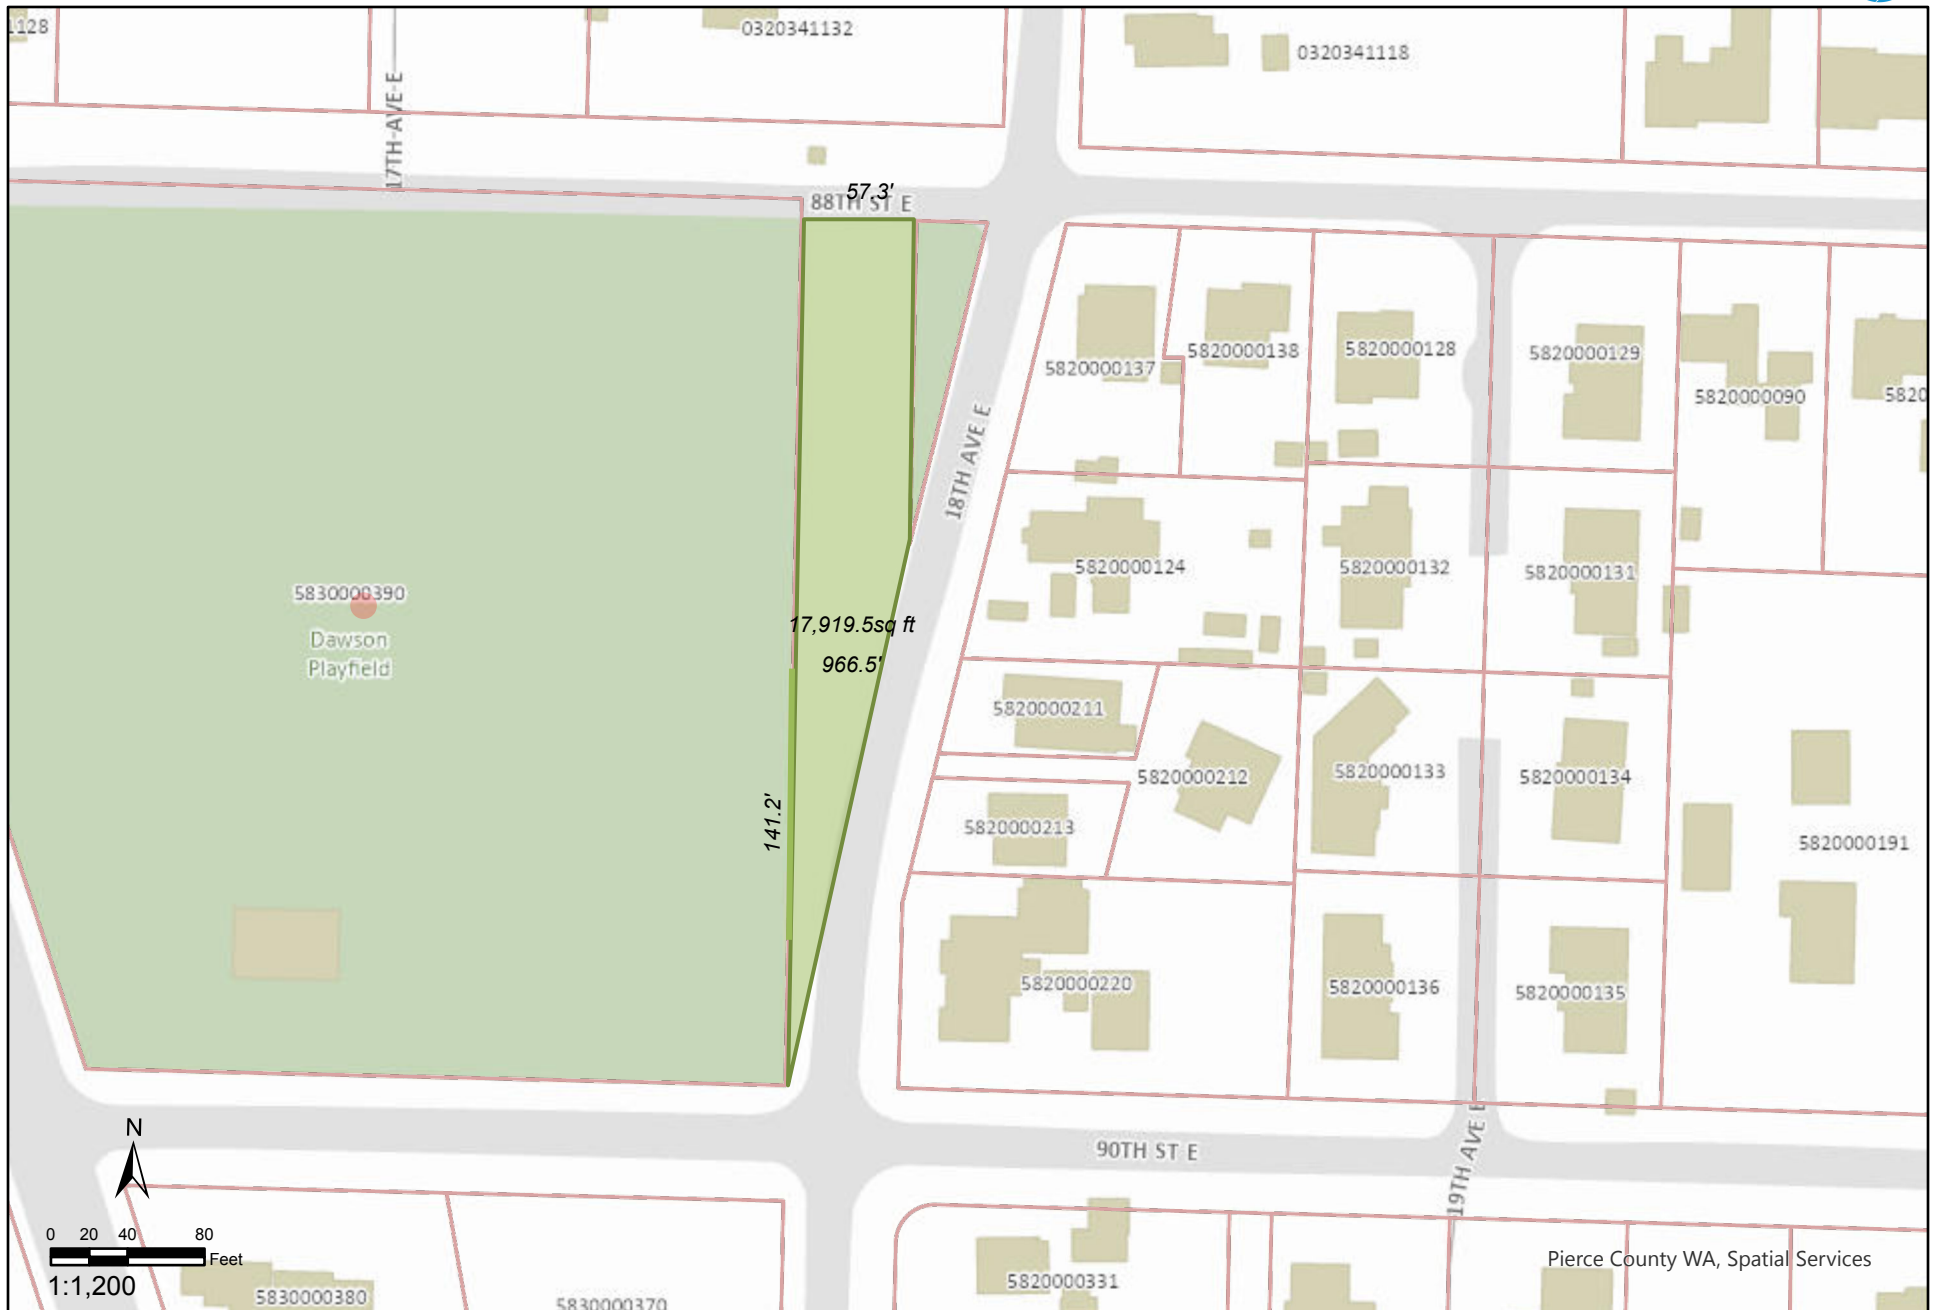 1128
0320341132
0320341118
17TH AVE E
57.3'
88TH ST E
5820000137
5820000138
5820000128
5820000129
5820000090
5820
18TH AVE E
5830000390
Dawson
Playfield
17,919.5sq ft
966.5'
141.2'
5820000124
5820000132
5820000131
5820000211
5820000212
5820000133
5820000134
5820000213
5820000191
5820000220
5820000136
5820000135
N
90TH ST E
19TH AVE E
0 20 40 80
Feet
1:1,200
5830000380
5830000370
5820000331
Pierce County WA, Spatial Services